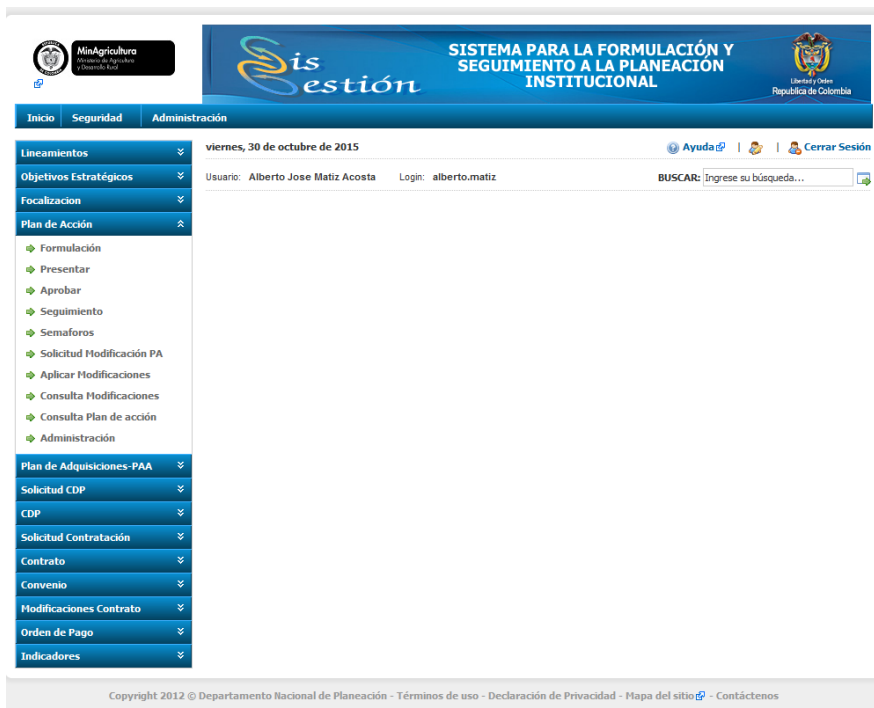 MinAgricultura
Ministerio de Agricultura
y Desarrollo Rural
Sis
Gestión
SISTEMA PARA LA FORMULACIÓN Y
SEGUIMIENTO A LA PLANEACIÓN
INSTITUCIONAL
Libertad y Orden
Republica de Colombia
Inicio Seguridad Administración
Lineamientos
Objetivos Estratégicos
Focalizacion
Plan de Acción
Formulación
Presentar
Aprobar
Seguimiento
Semaforos
Solicitud Modificación PA
Aplicar Modificaciones
Consulta Modificaciones
Consulta Plan de acción
Administración
Plan de Adquisiciones-PAA
Solicitud CDP
CDP
Solicitud Contratación
Contrato
Convenio
Modificaciones Contrato
Orden de Pago
Indicadores
viernes, 30 de octubre de 2015
Ayuda | | Cerrar Sesión
Usuario: Alberto Jose Matiz Acosta Login: alberto.matiz
BUSCAR: Ingrese su búsqueda...
Copyright 2012 © Departamento Nacional de Planeación - Términos de uso - Declaración de Privacidad - Mapa del sitio - Contáctenos